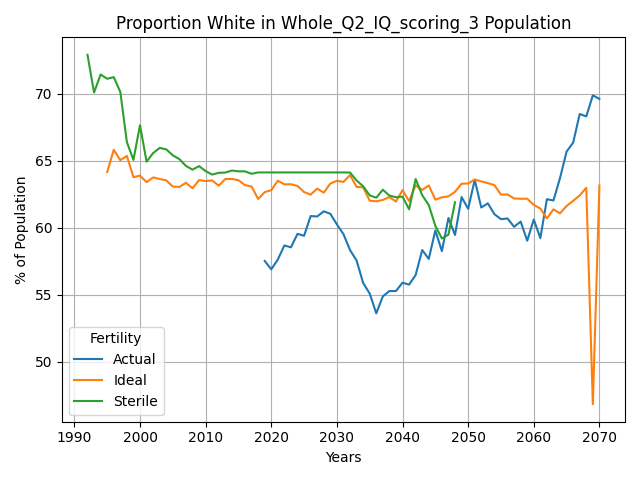 Proportion White in Whole_Q2_IQ_scoring_3 Population
% of Population
70
65
60
55
50
Fertility
Actual
Ideal
Sterile
1990 2000 2010 2020 2030 2040 2050 2060 2070
Years